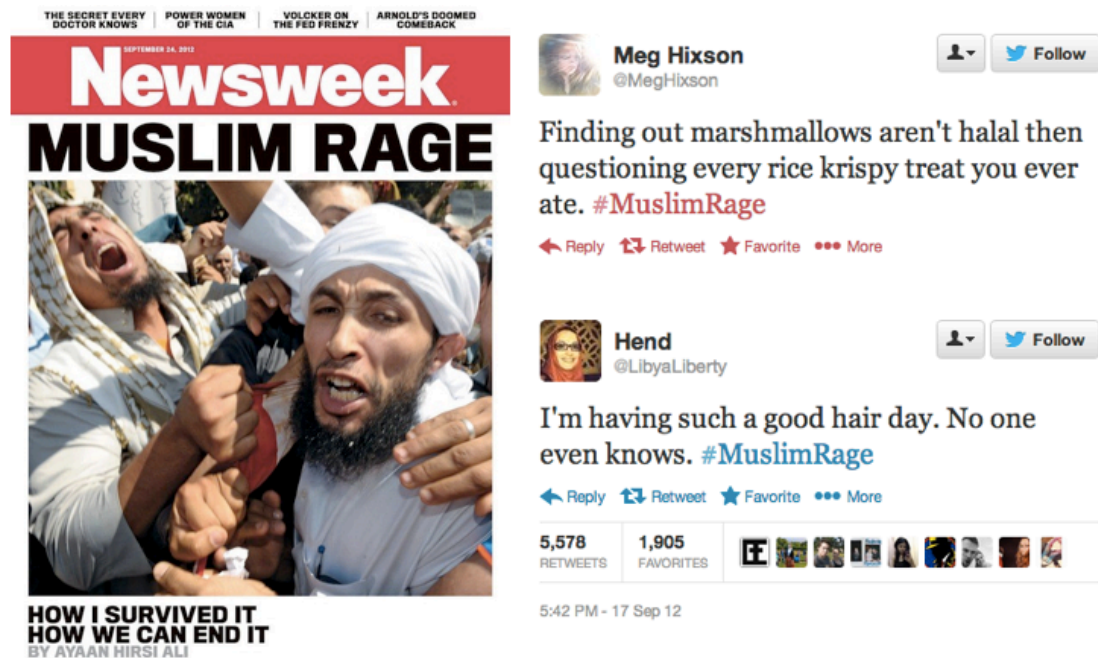 THE SECRET EVERY DOCTOR KNOWS
POWER WOMEN OF THE CIA
VOLCKER ON THE FED FRENZY
ARNOLD'S DOOMED COMEBACK
SEPTEMBER 24, 2012
Newsweek
MUSLIM RAGE
HOW I SURVIVED IT
HOW WE CAN END IT
BY AYAAN HIRSI ALI
Meg Hixson
@MegHixson
Follow
Finding out marshmallows aren't halal then
questioning every rice krispy treat you ever
ate. #MuslimRage
Reply Retweet Favorite More
Hend
@LibyaLiberty
Follow
I'm having such a good hair day. No one
even knows. #MuslimRage
Reply Retweet Favorite More
5,578 1,905
RETWEETS FAVORITES
5:42 PM - 17 Sep 12